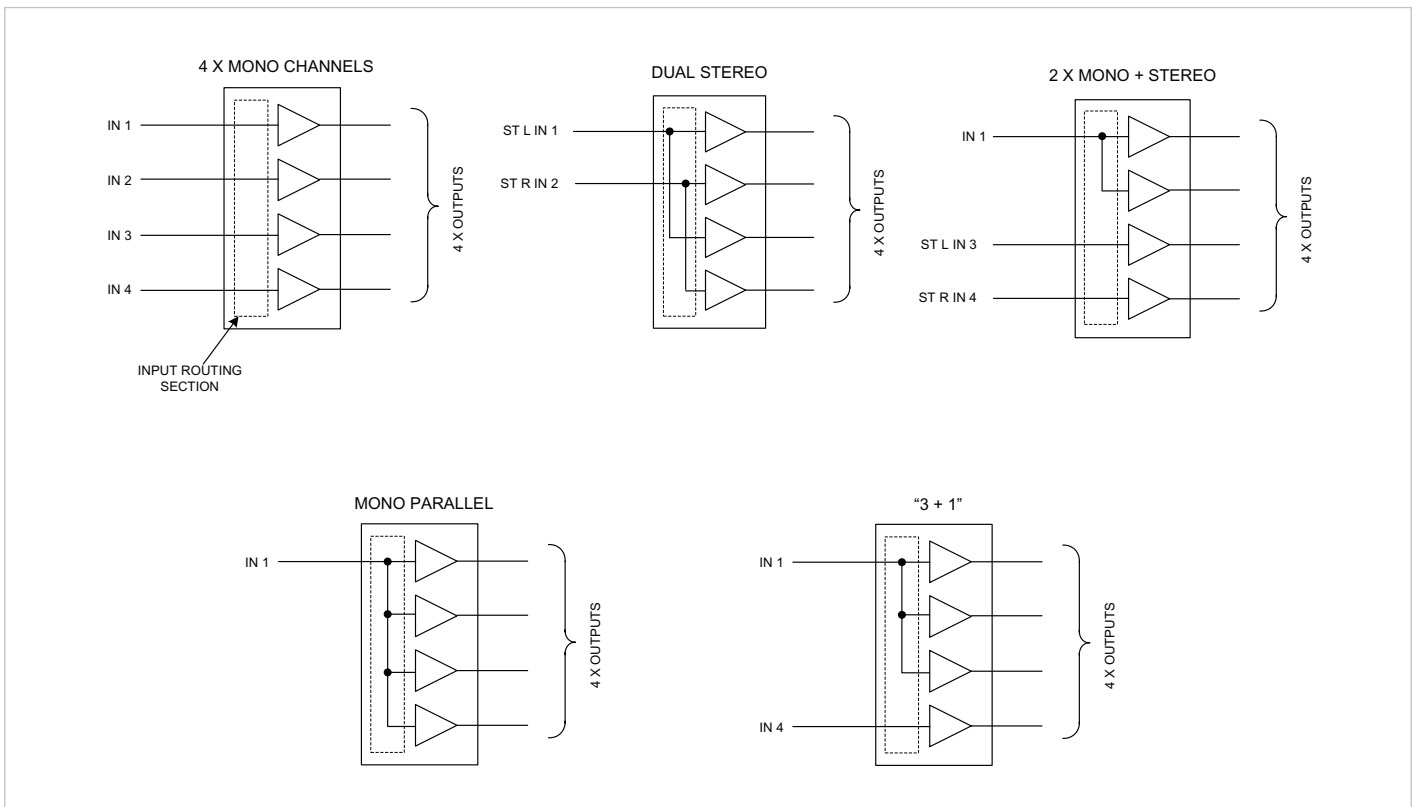 4 X MONO CHANNELS
IN 1
IN 2
IN 3
IN 4
4 X OUTPUTS
INPUT ROUTING
SECTION
DUAL STEREO
ST L IN 1
ST R IN 2
4 X OUTPUTS
2 X MONO + STEREO
IN 1
ST L IN 3
ST R IN 4
4 X OUTPUTS
MONO PARALLEL
IN 1
4 X OUTPUTS
“3 + 1”
IN 1
IN 4
4 X OUTPUTS